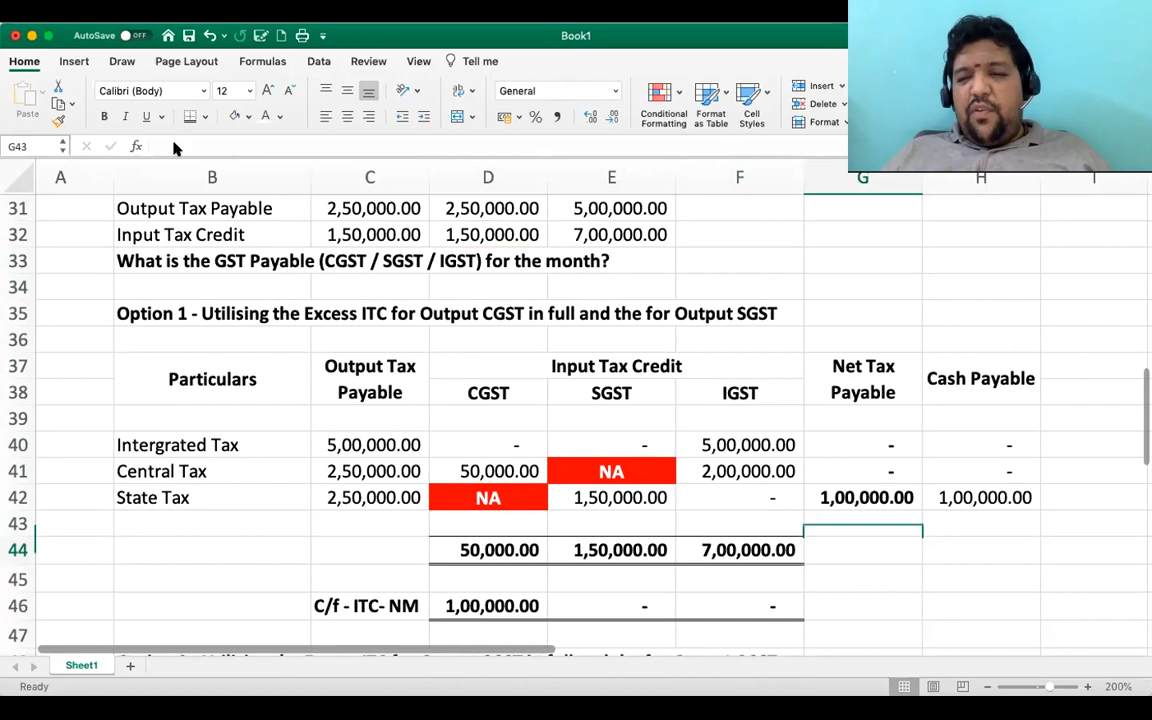 AutoSave OFF Book1
Home Insert Draw Page Layout Formulas Data Review View Tell me
Paste Calibri (Body) 12 A A General Conditional Formatting Format as Table Cell Styles Insert
B I U A % Delete
Format
G43 fx
A B C D E F G H I
31 Output Tax Payable 2,50,000.00 2,50,000.00 5,00,000.00
32 Input Tax Credit 1,50,000.00 1,50,000.00 7,00,000.00
33 What is the GST Payable (CGST / SGST / IGST) for the month?
34
35 Option 1 - Utilising the Excess ITC for Output CGST in full and the for Output SGST
36
37 Particulars Output Tax Payable Input Tax Credit Net Tax Payable Cash Payable
38 CGST SGST IGST
39
40 Intergrated Tax 5,00,000.00 - - 5,00,000.00 - -
41 Central Tax 2,50,000.00 50,000.00 NA 2,00,000.00 - -
42 State Tax 2,50,000.00 NA 1,50,000.00 - 1,00,000.00 1,00,000.00
43
44 50,000.00 1,50,000.00 7,00,000.00
45
46 C/f - ITC- NM 1,00,000.00 - -
47
Sheet1
Ready 200%